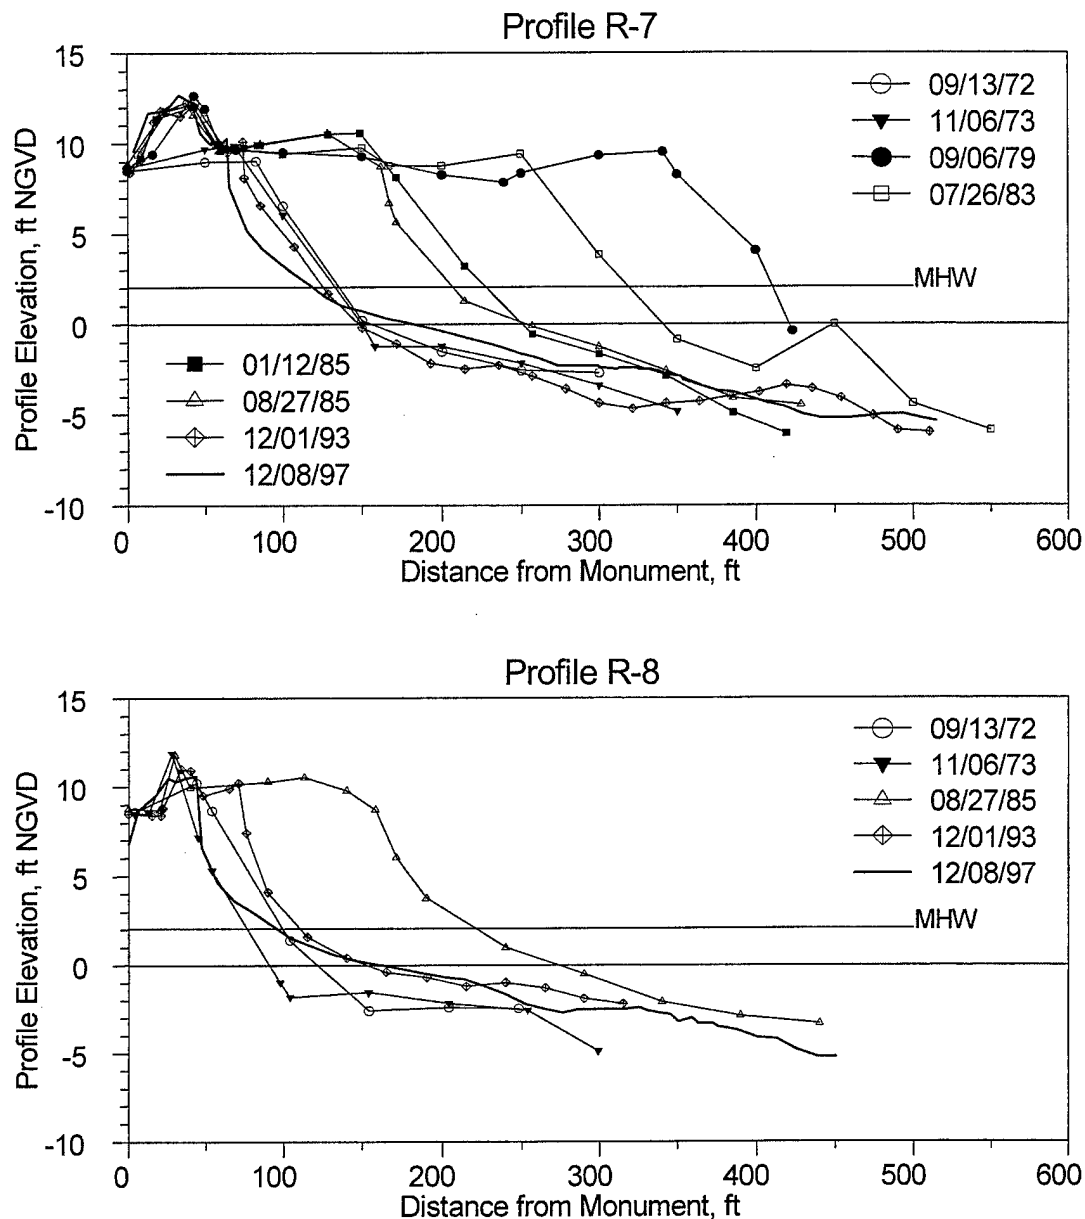 Profile R-7
15
10
5
0
-5
-10
Profile Elevation, ft NGVD
09/13/72
11/06/73
09/06/79
07/26/83
MHW
01/12/85
08/27/85
12/01/93
12/08/97
0 100 200 300 400 500 600
Distance from Monument, ft
Profile R-8
15
10
5
0
-5
-10
Profile Elevation, ft NGVD
09/13/72
11/06/73
08/27/85
12/01/93
12/08/97
MHW
0 100 200 300 400 500 600
Distance from Monument, ft